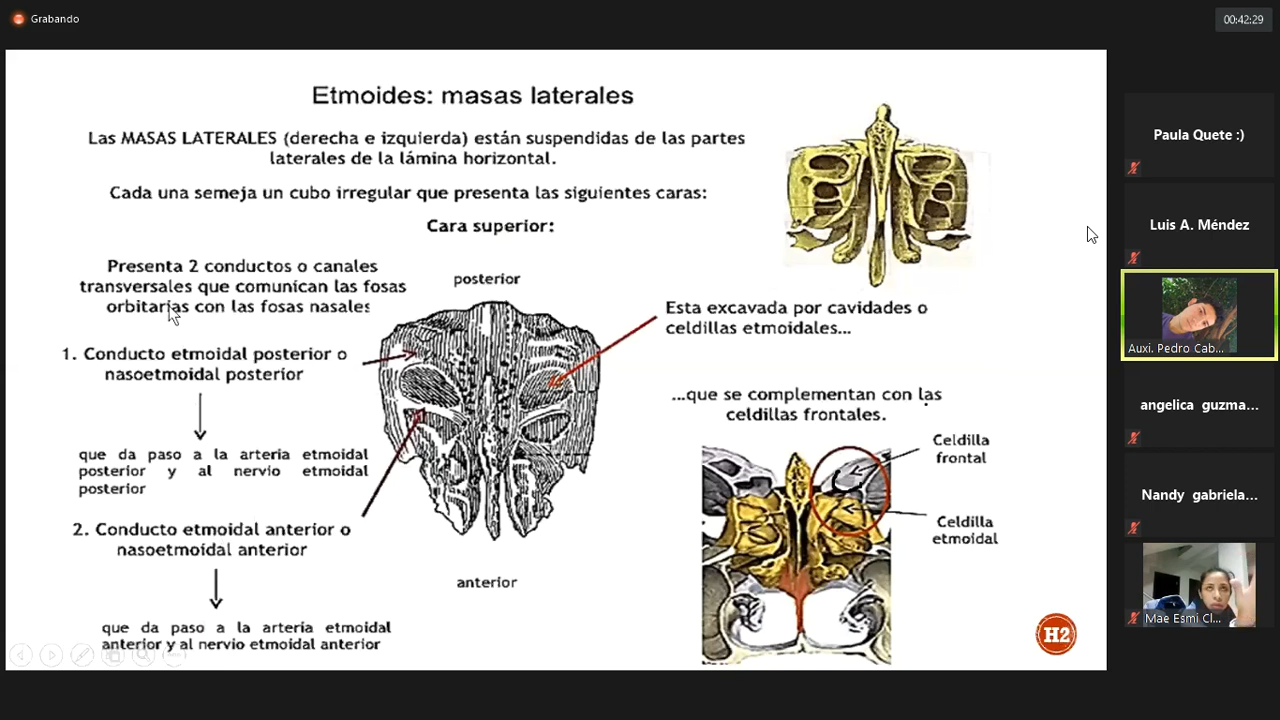 Grabando
00:42:29
Etmoides: masas laterales
Las MASAS LATERALES (derecha e izquierda) están suspendidas de las partes
laterales de la lámina horizontal.
Cada una semeja un cubo irregular que presenta las siguientes caras:
Cara superior:
Presenta 2 conductos o canales
transversales que comunican las fosas
orbitarias con las fosas nasales
posterior
1. Conducto etmoidal posterior o
nasoetmoidal posterior
que da paso a la arteria etmoidal
posterior y al nervio etmoidal
posterior
2. Conducto etmoidal anterior o
nasoetmoidal anterior
que da paso a la arteria etmoidal
anterior y al nervio etmoidal anterior
anterior
Esta excavada por cavidades o
celdillas etmoidales...
...que se complementan con las
celdillas frontales.
Celdilla
frontal
Celdilla
etmoidal
H2
Paula Quete :)
Luis A. Méndez
Auxi. Pedro Cab...
angelica guzma...
Nandy gabriela...
Mae Esmi Cl...